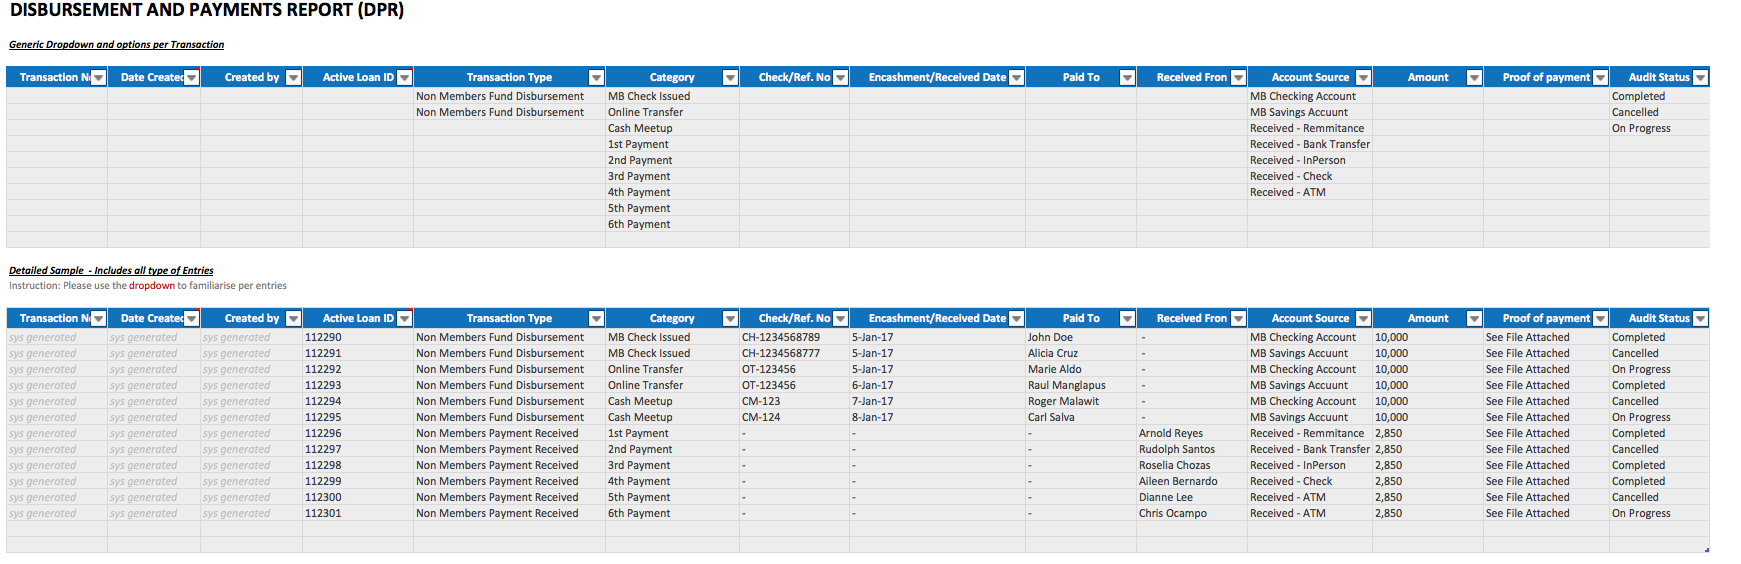 DISBURSEMENT AND PAYMENTS REPORT (DPR)
Generic Dropdown and options per Transaction
Transaction N Date Created Created by Active Loan ID Transaction Type Category Check/Ref. No Encashment/Received Date Paid To Received Fron Account Source Amount Proof of payment Audit Status
Non Members Fund Disbursement MB Check Issued MB Checking Account Completed
Non Members Fund Disbursement Online Transfer MB Savings Accuunt Cancelled
Cash Meetup Received - Remmitance On Progress
1st Payment Received - Bank Transfer
2nd Payment Received - InPerson
3rd Payment Received - Check
4th Payment Received - ATM
5th Payment
6th Payment
Detailed Sample - Includes all type of Entries
Instruction: Please use the dropdown to familiarise per entries
Transaction N Date Created Created by Active Loan ID Transaction Type Category Check/Ref. No Encashment/Received Date Paid To Received Fron Account Source Amount Proof of payment Audit Status
sys generated sys generated sys generated 112290 Non Members Fund Disbursement MB Check Issued CH-1234568789 5-Jan-17 John Doe - MB Checking Account 10,000 See File Attached Completed
sys generated sys generated sys generated 112291 Non Members Fund Disbursement MB Check Issued CH-1234568777 5-Jan-17 Alicia Cruz - MB Savings Accuunt 10,000 See File Attached Cancelled
sys generated sys generated sys generated 112292 Non Members Fund Disbursement Online Transfer OT-123456 5-Jan-17 Marie Aldo - MB Checking Account 10,000 See File Attached On Progress
sys generated sys generated sys generated 112293 Non Members Fund Disbursement Online Transfer OT-123456 6-Jan-17 Raul Manglapus - MB Savings Accuunt 10,000 See File Attached Completed
sys generated sys generated sys generated 112294 Non Members Fund Disbursement Cash Meetup CM-123 7-Jan-17 Roger Malawit - MB Checking Account 10,000 See File Attached Cancelled
sys generated sys generated sys generated 112295 Non Members Fund Disbursement Cash Meetup CM-124 8-Jan-17 Carl Salva - MB Savings Accuunt 10,000 See File Attached On Progress
sys generated sys generated sys generated 112296 Non Members Payment Received 1st Payment - - - Arnold Reyes Received - Remmitance 2,850 See File Attached Completed
sys generated sys generated sys generated 112297 Non Members Payment Received 2nd Payment - - - Rudolph Santos Received - Bank Transfer 2,850 See File Attached Cancelled
sys generated sys generated sys generated 112298 Non Members Payment Received 3rd Payment - - - Roselia Chozas Received - InPerson 2,850 See File Attached Completed
sys generated sys generated sys generated 112299 Non Members Payment Received 4th Payment - - - Aileen Bernardo Received - Check 2,850 See File Attached Completed
sys generated sys generated sys generated 112300 Non Members Payment Received 5th Payment - - - Dianne Lee Received - ATM 2,850 See File Attached Cancelled
sys generated sys generated sys generated 112301 Non Members Payment Received 6th Payment - - - Chris Ocampo Received - ATM 2,850 See File Attached On Progress